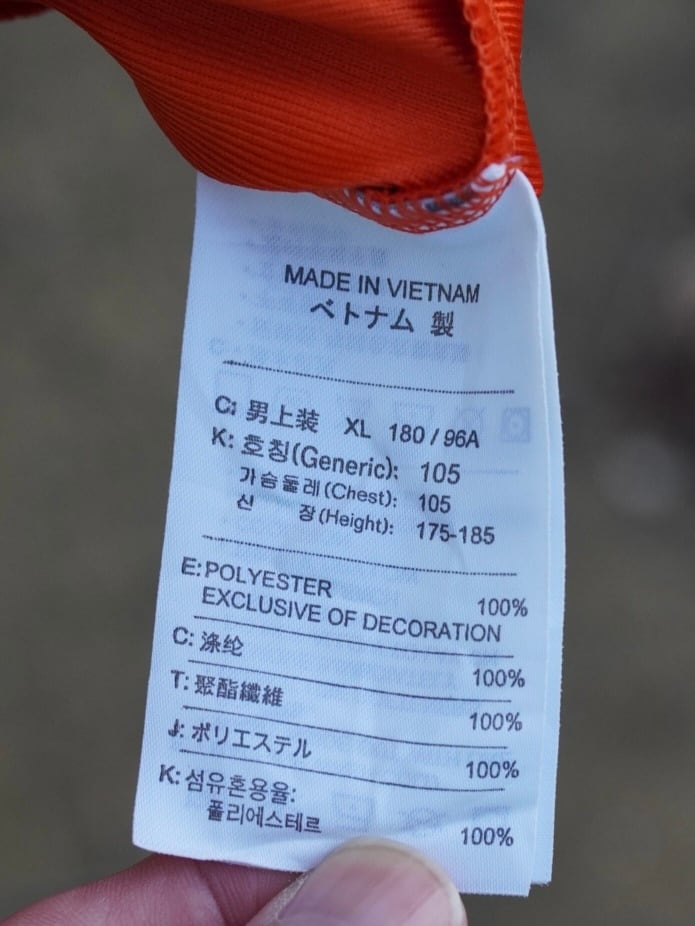 MADE IN VIETNAM
ベトナム 製
C: 男上装 XL 180 / 96A
K: 호칭(Generic): 105
가슴둘레(Chest): 105
신 장(Height): 175-185
E: POLYESTER 100%
EXCLUSIVE OF DECORATION
C: 涤纶 100%
T: 聚酯纖維 100%
J: ポリエステル 100%
K: 섬유혼용율:
폴리에스테르 100%